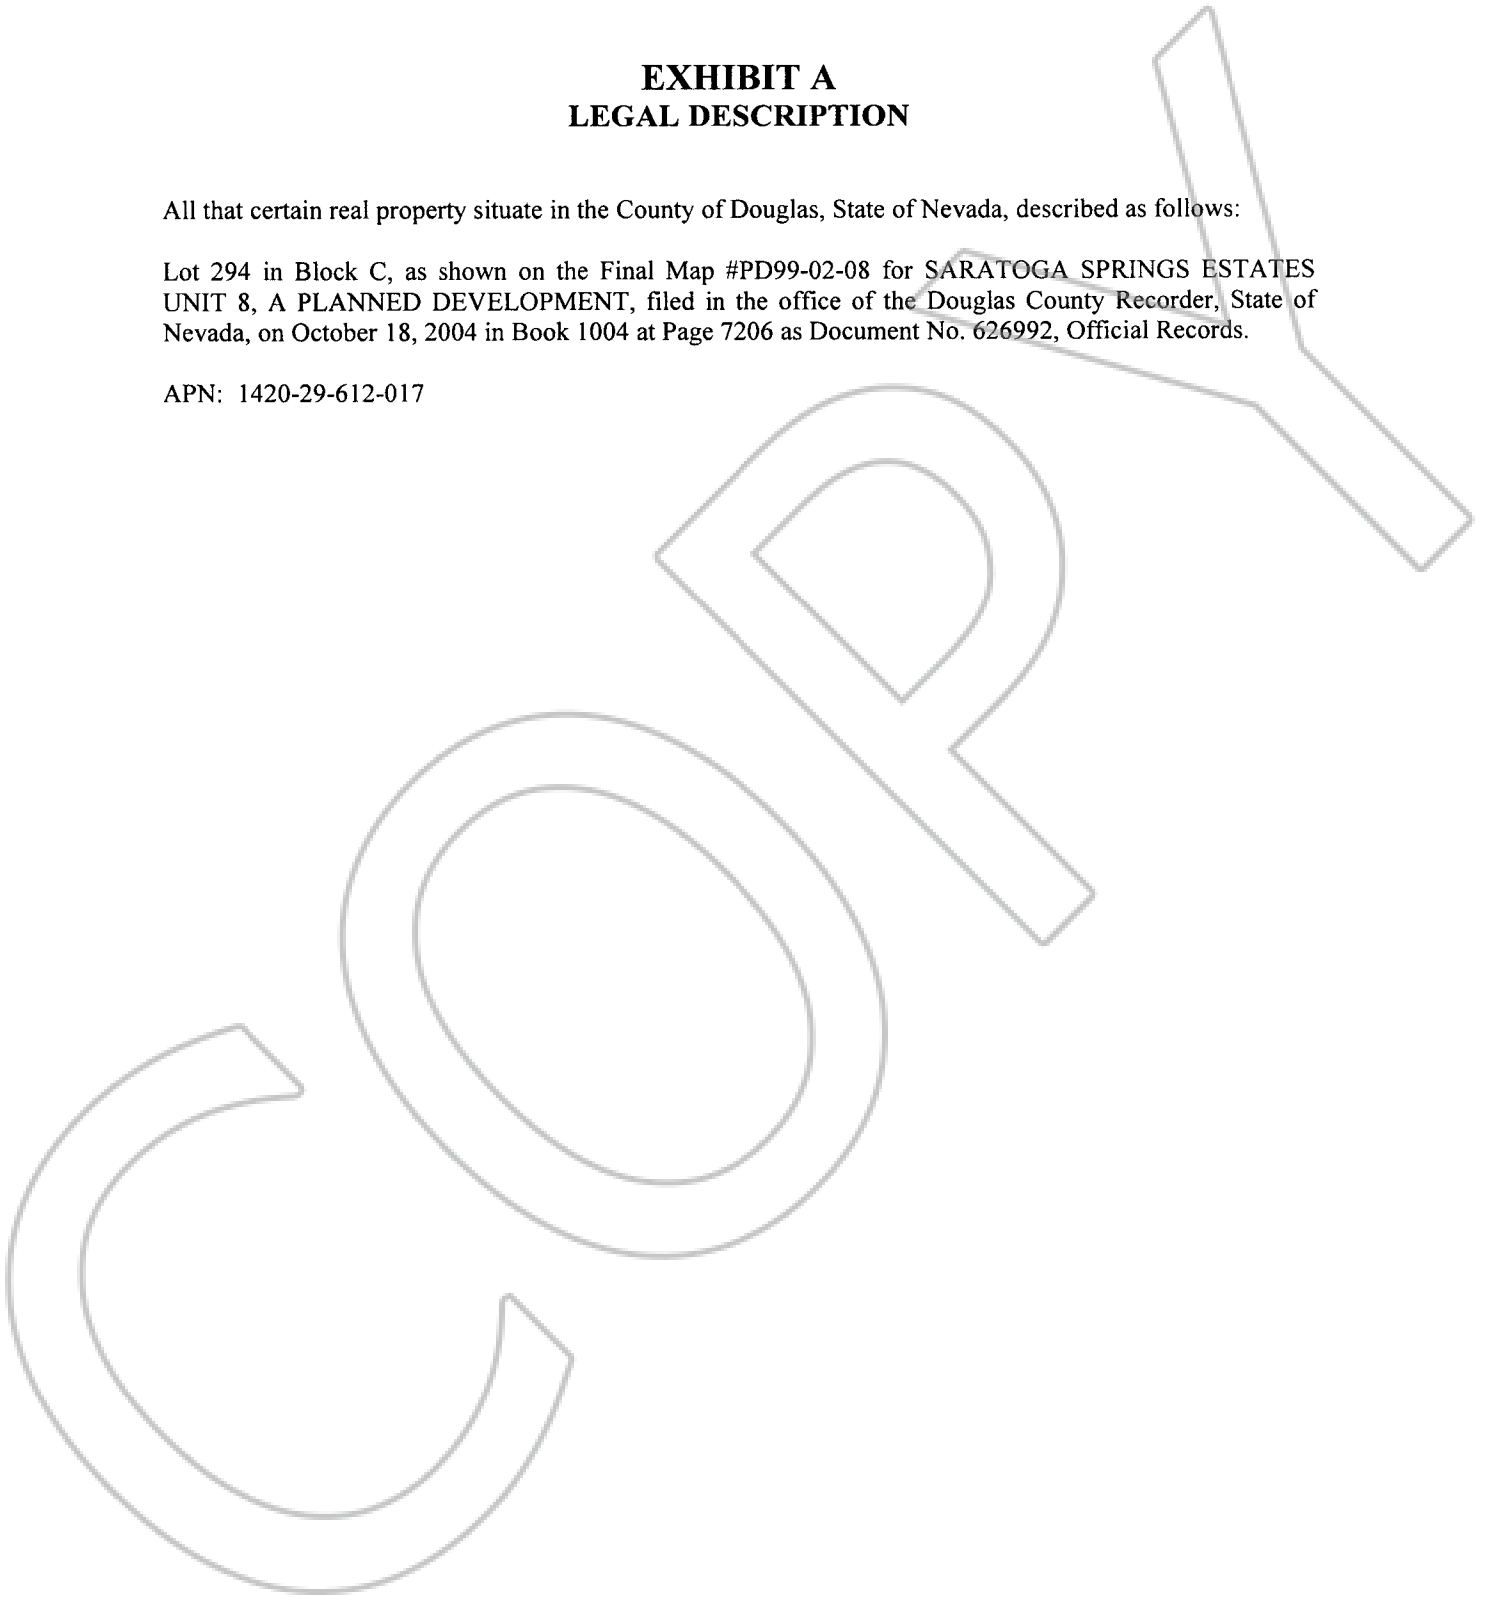 EXHIBIT A
LEGAL DESCRIPTION
All that certain real property situate in the County of Douglas, State of Nevada, described as follows:
Lot 294 in Block C, as shown on the Final Map #PD99-02-08 for SARATOGA SPRINGS ESTATES
UNIT 8, A PLANNED DEVELOPMENT, filed in the office of the Douglas County Recorder, State of
Nevada, on October 18, 2004 in Book 1004 at Page 7206 as Document No. 626992, Official Records.
APN: 1420-29-612-017
COPY